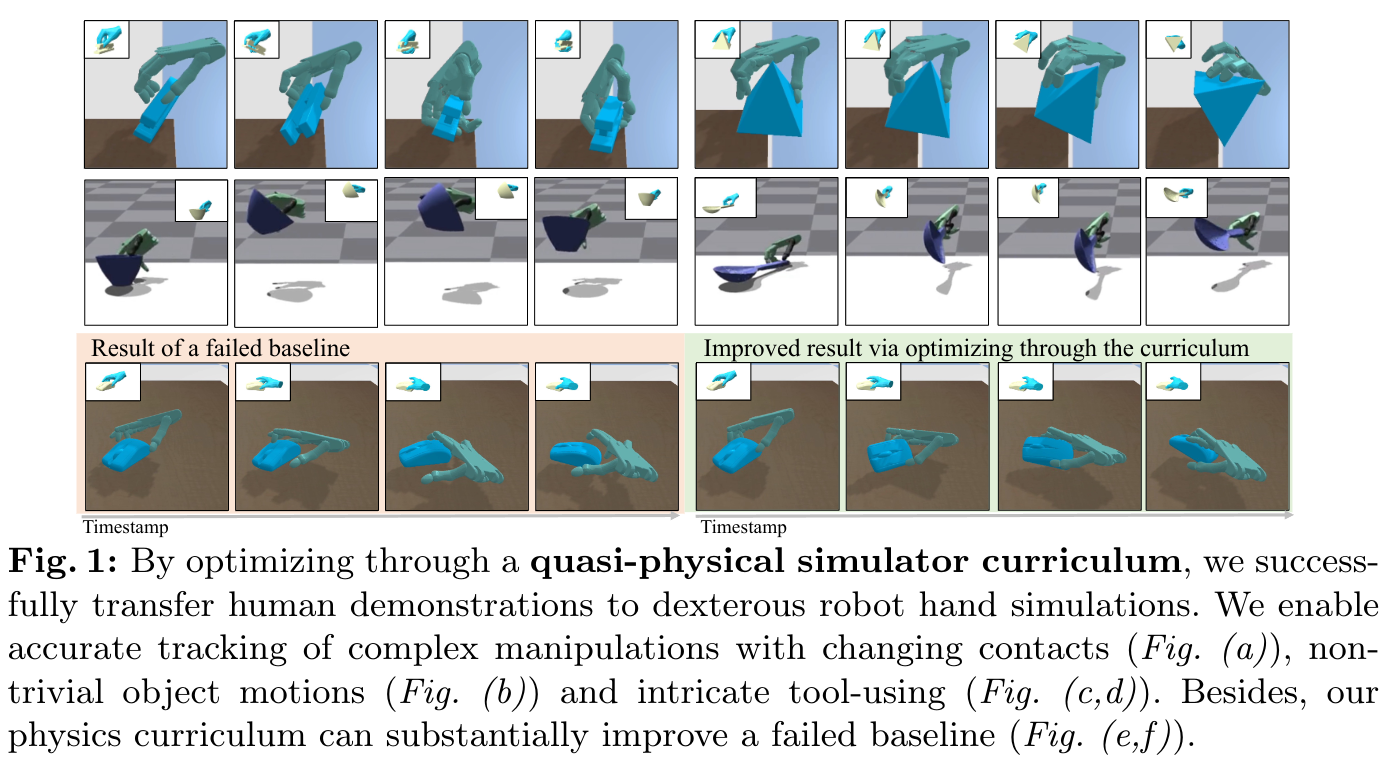 Result of a failed baseline
Improved result via optimizing through the curriculum
Timestamp
Timestamp
Fig. 1: By optimizing through a quasi-physical simulator curriculum, we success-
fully transfer human demonstrations to dexterous robot hand simulations. We enable
accurate tracking of complex manipulations with changing contacts (Fig. (a)), non-
trivial object motions (Fig. (b)) and intricate tool-using (Fig. (c,d)). Besides, our
physics curriculum can substantially improve a failed baseline (Fig. (e,f)).